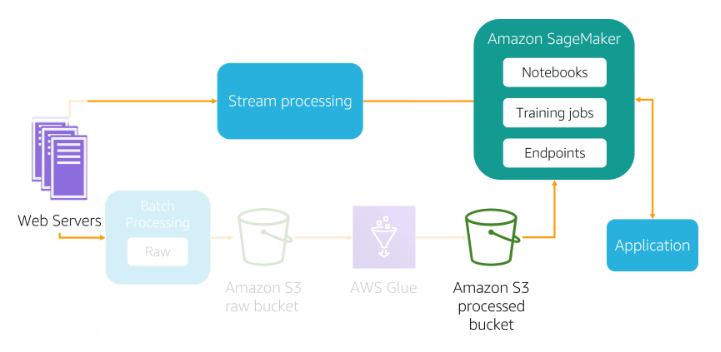 Amazon SageMaker
Notebooks
Stream processing
Training jobs
Endpoints
Web Servers
Batch
Processing
Raw
Application
Amazon S3
raw bucket
AWS Glue
Amazon S3
processed
bucket